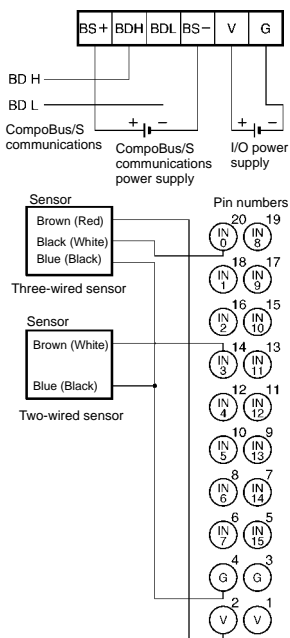 BS+ BDH BDL BS− V G
BD H
BD L
+ − + −
CompoBus/S
communications
CompoBus/S
communications
power supply
I/O power
supply
Sensor
Brown (Red)
Black (White)
Blue (Black)
Three-wired sensor
Sensor
Brown (White)
Blue (Black)
Two-wired sensor
Pin numbers
20 19
IN 0 IN 8
18 17
IN 1 IN 9
16 15
IN 2 IN 10
14 13
IN 3 IN 11
12 11
IN 4 IN 12
10 9
IN 5 IN 13
8 7
IN 6 IN 14
6 5
IN 7 IN 15
4 3
G G
2 1
V V